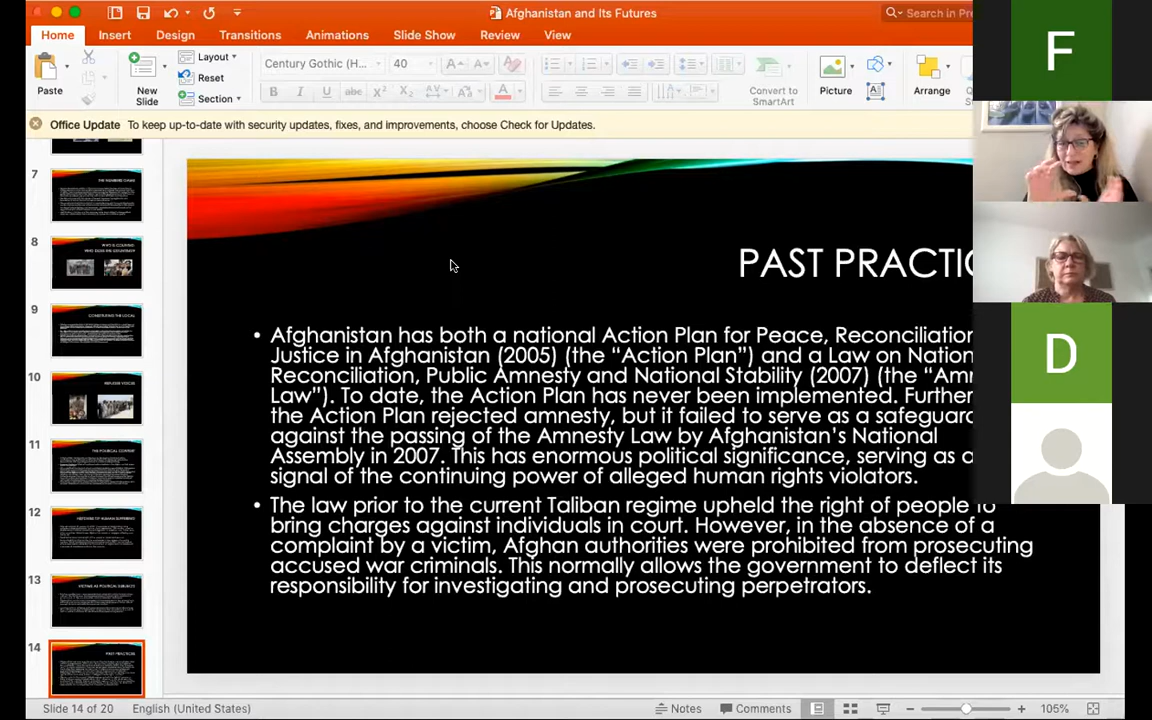 Afghanistan and Its Futures
Search in Pre
Home Insert Design Transitions Animations Slide Show Review View
Paste
New
Slide
Layout
Reset
Section
Century Gothic (H...
40
Convert to
SmartArt
Picture
Arrange
Office Update To keep up-to-date with security updates, fixes, and improvements, choose Check for Updates.
7
8
9
10
11
12
13
14
PAST PRACTIC
• Afghanistan has both a national Action Plan for Peace, Reconciliation
Justice in Afghanistan (2005) (the “Action Plan”) and a Law on Nation
Reconciliation, Public Amnesty and National Stability (2007) (the “Am
Law”). To date, the Action Plan has never been implemented. Further
the Action Plan rejected amnesty, but it failed to serve as a safeguard
against the passing of the Amnesty Law by Afghanistan’s National
Assembly in 2007. This has enormous political significance, serving as a
signal of the continuing power of alleged human rights violators.
• The law prior to the current Taliban regime upheld the right of people to
bring charges against individuals in court. However, in the absence of a
complaint by a victim, Afghan authorities were prohibited from prosecuting
accused war criminals. This normally allows the government to deflect its
responsibility for investigating and prosecuting perpetrators.
F
D
Slide 14 of 20 English (United States)
Notes Comments 105%